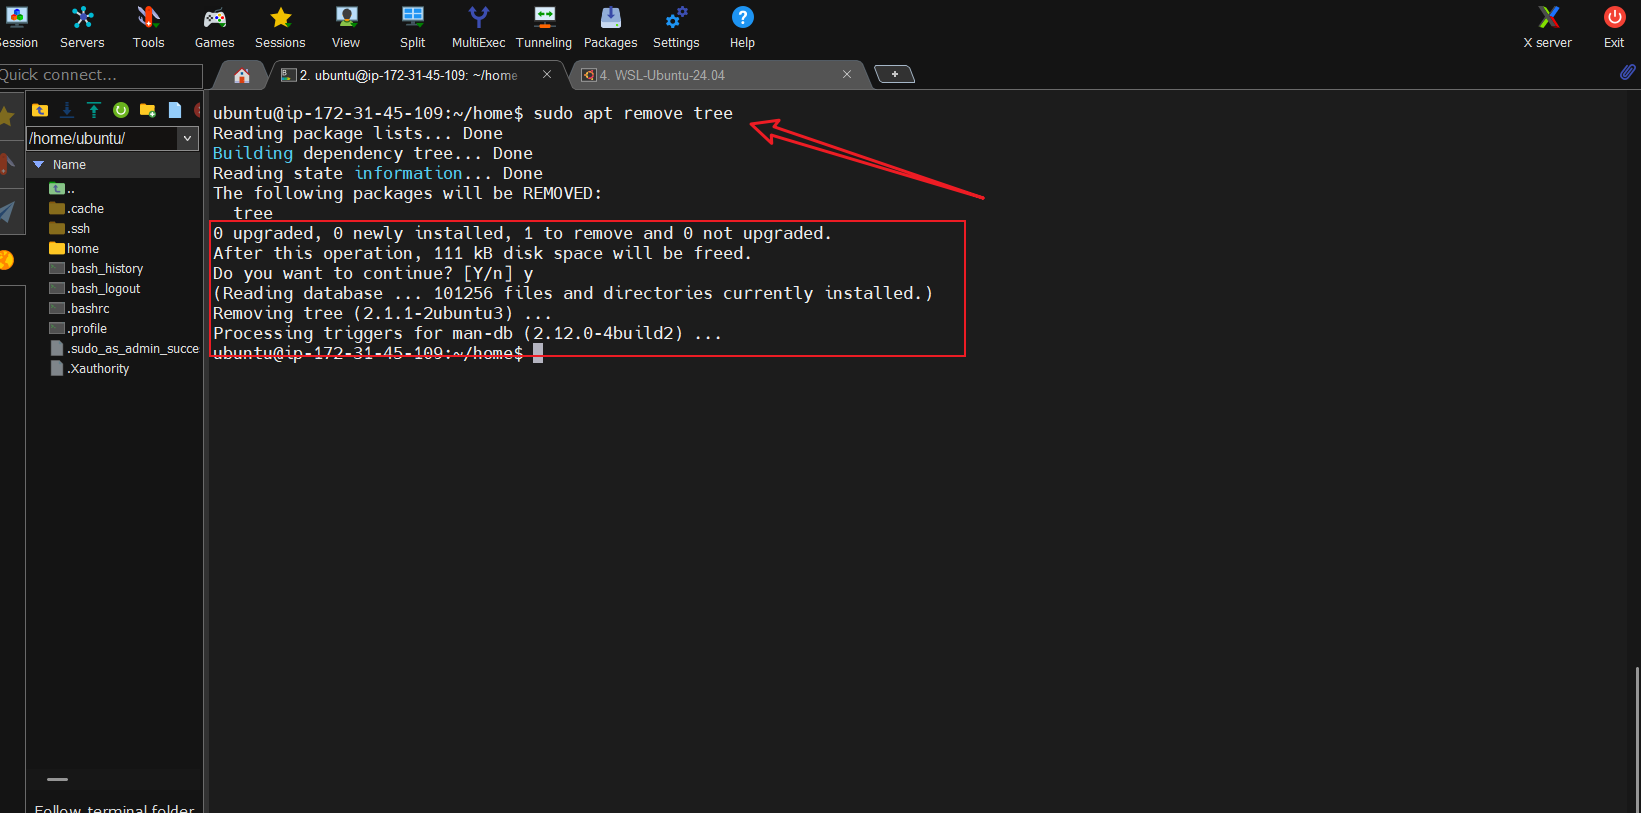 ession Servers Tools Games Sessions View Split MultiExec Tunneling Packages Settings Help X server Exit
Quick connect...
2. ubuntu@ip-172-31-45-109: ~/home
4. WSL-Ubuntu-24.04
/home/ubuntu/
Name
..
.cache
.ssh
home
.bash_history
.bash_logout
.bashrc
.profile
.sudo_as_admin_succe
.Xauthority
Follow terminal folder
ubuntu@ip-172-31-45-109:~/home$ sudo apt remove tree
Reading package lists... Done
Building dependency tree... Done
Reading state information... Done
The following packages will be REMOVED:
tree
0 upgraded, 0 newly installed, 1 to remove and 0 not upgraded.
After this operation, 111 kB disk space will be freed.
Do you want to continue? [Y/n] y
(Reading database ... 101256 files and directories currently installed.)
Removing tree (2.1.1-2ubuntu3) ...
Processing triggers for man-db (2.12.0-4build2) ...
ubuntu@ip-172-31-45-109:~/home$